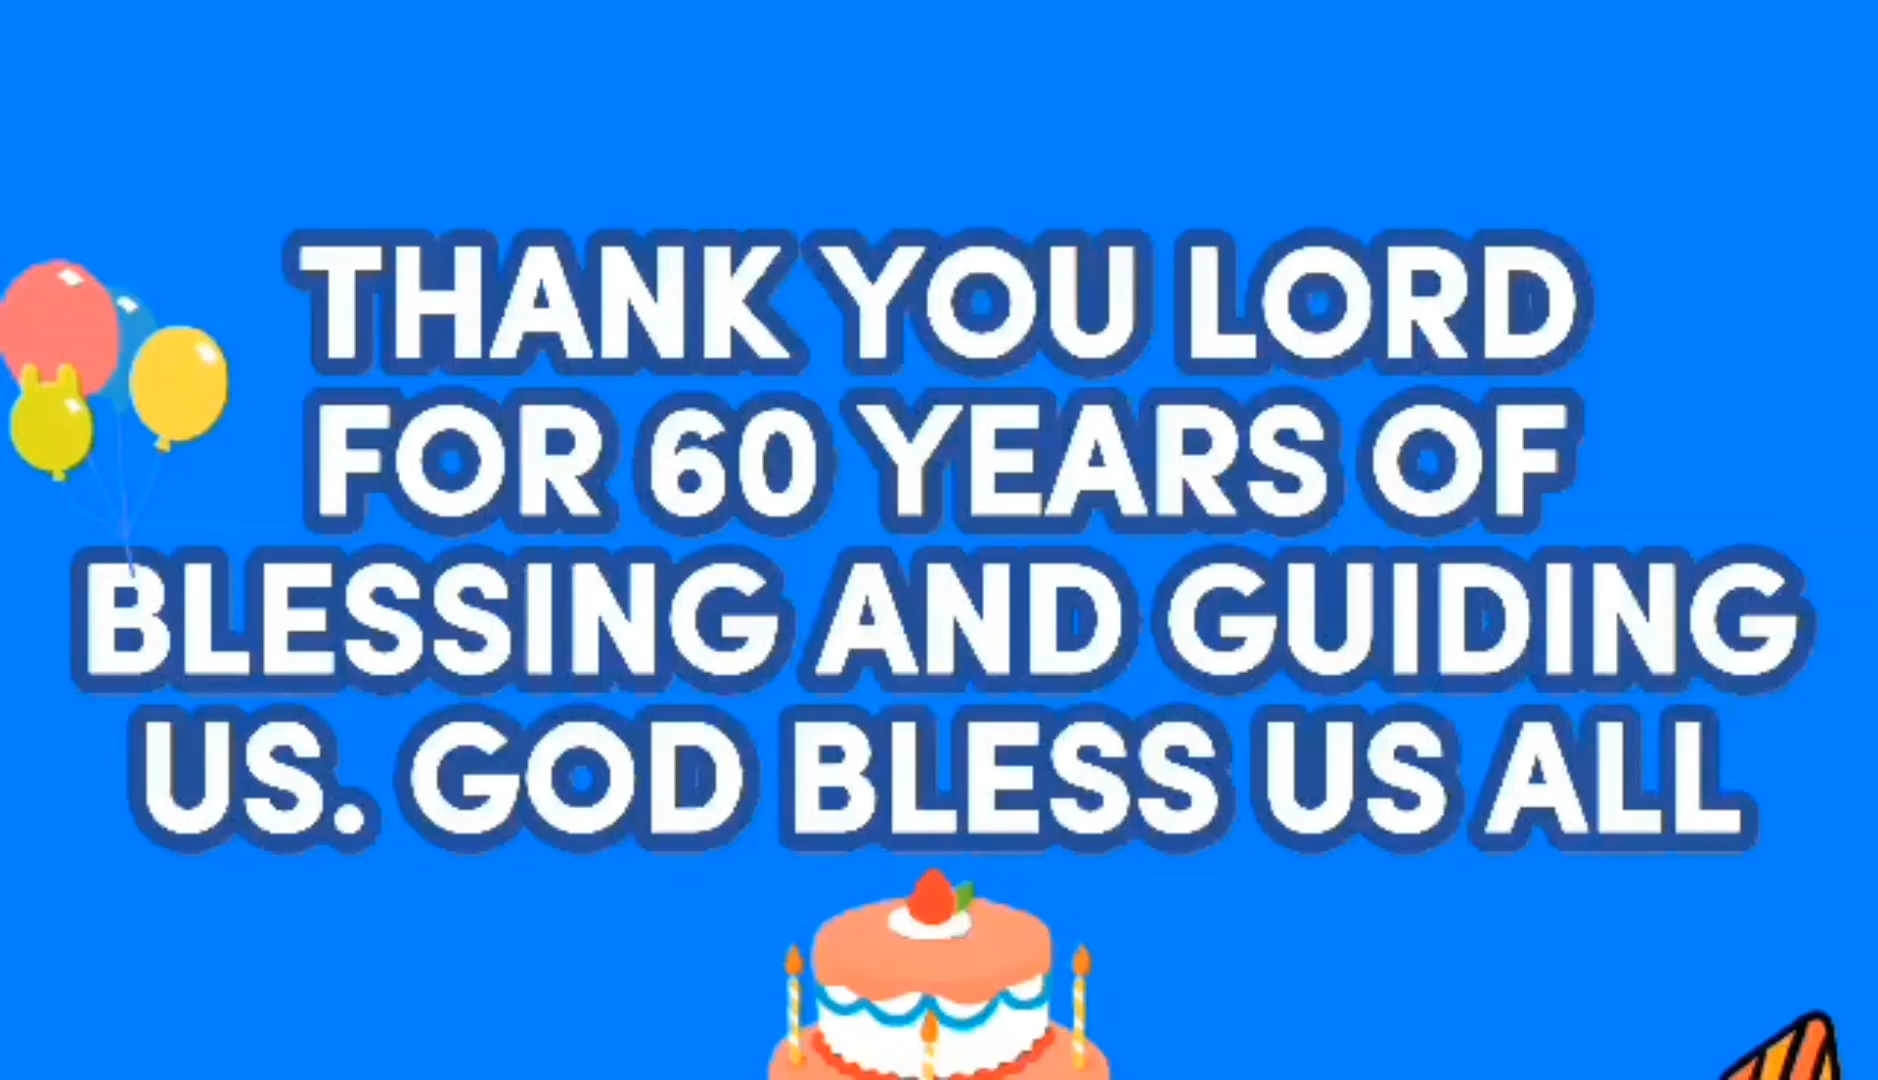 THANK YOU LORD
FOR 60 YEARS OF
BLESSING AND GUIDING
US. GOD BLESS US ALL